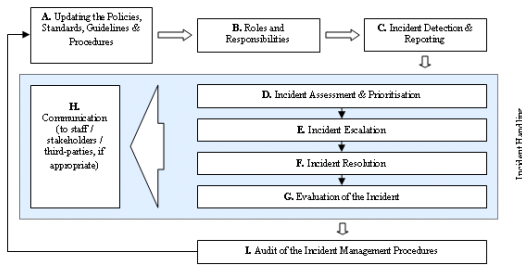 A. Updating the Policies,
Standards, Guidelines &
Procedures
B. Roles and
Responsibilities
C. Incident Detection &
Reporting
D. Incident Assessment & Prioritisation
E. Incident Escalation
F. Incident Resolution
G. Evaluation of the Incident
H.
Communication
(to staff /
stakeholders /
third-parties, if
appropriate)
Incident Handling
I. Audit of the Incident Management Procedures